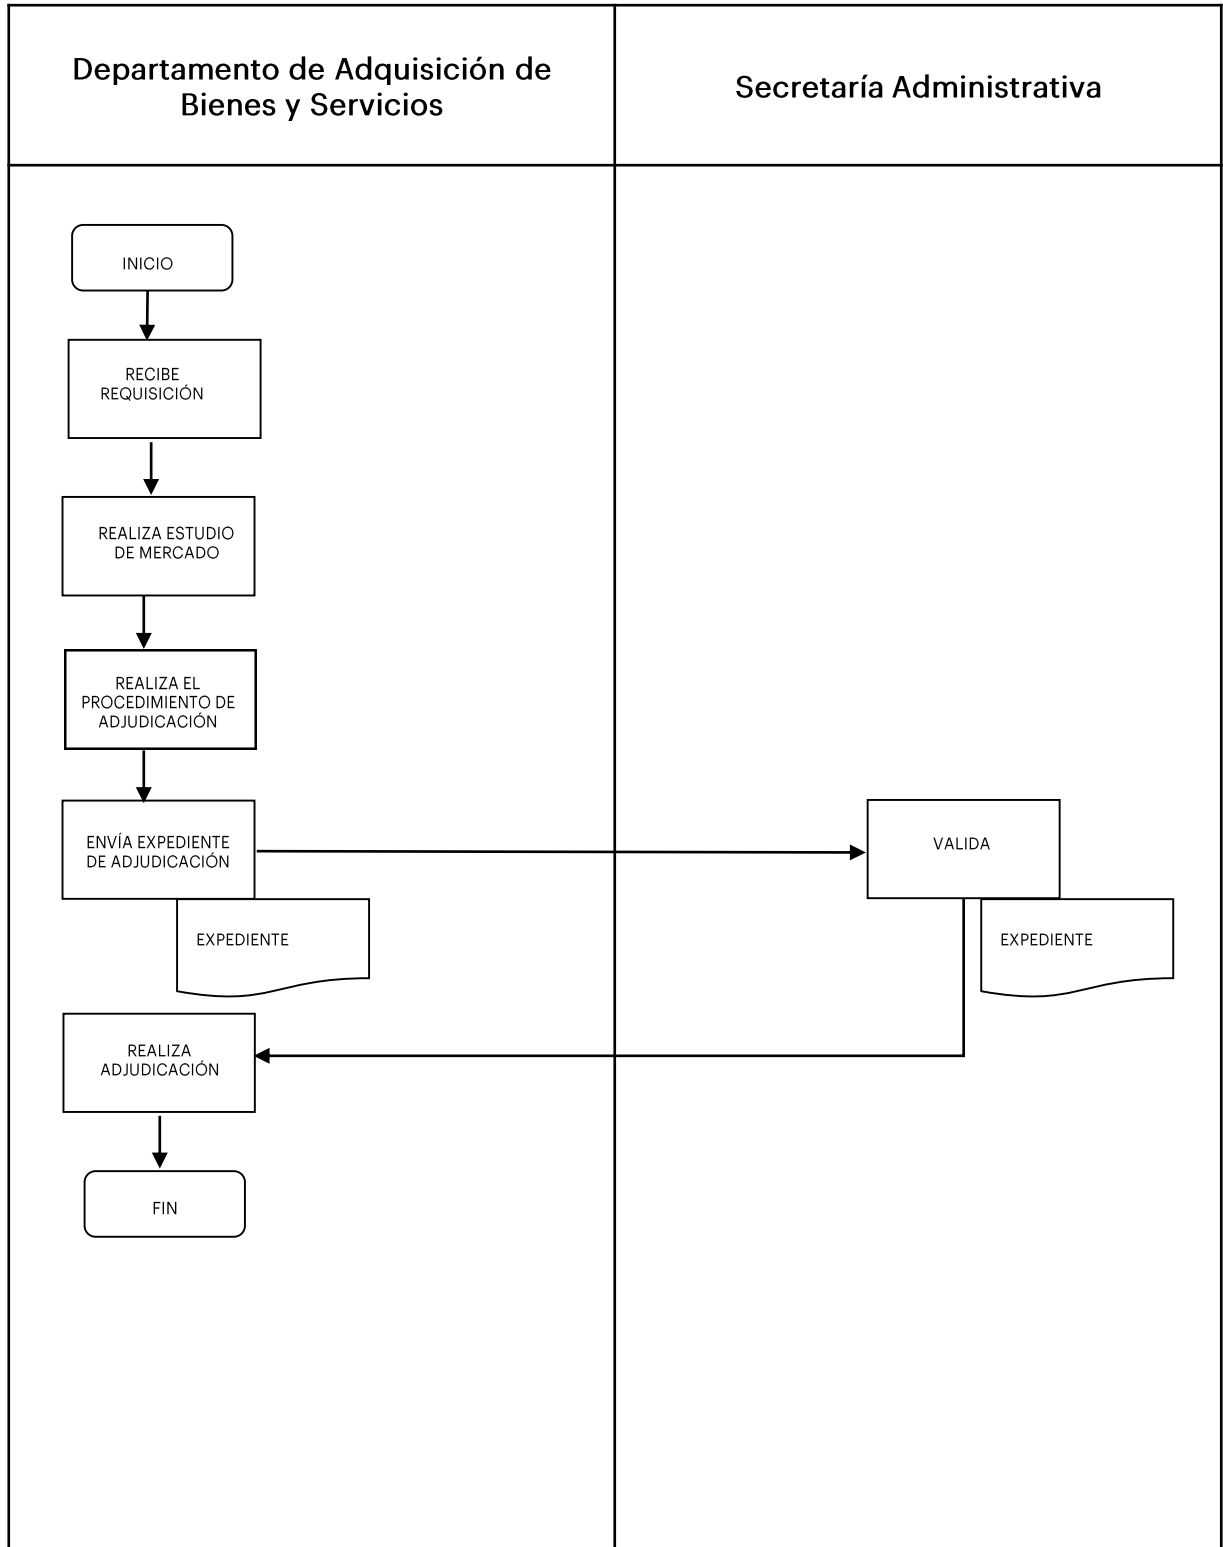 Departamento de Adquisición de
Bienes y Servicios
Secretaría Administrativa
INICIO
RECIBE
REQUISICIÓN
REALIZA ESTUDIO
DE MERCADO
REALIZA EL
PROCEDIMIENTO DE
ADJUDICACIÓN
ENVÍA EXPEDIENTE
DE ADJUDICACIÓN
VALIDA
EXPEDIENTE
EXPEDIENTE
REALIZA
ADJUDICACIÓN
FIN